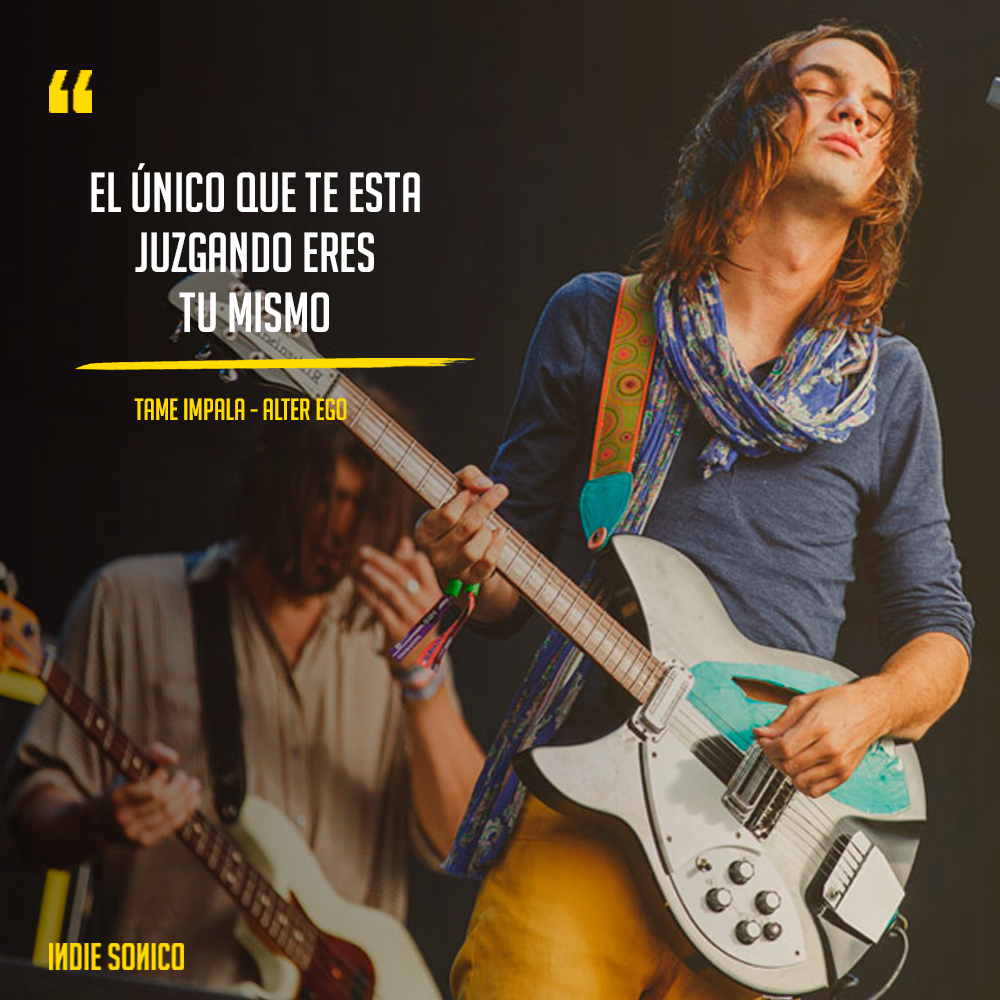 “
EL ÚNICO QUE TE ESTA
JUZGANDO ERES
TU MISMO
TAME IMPALA - ALTER EGO
INDIE SONICO